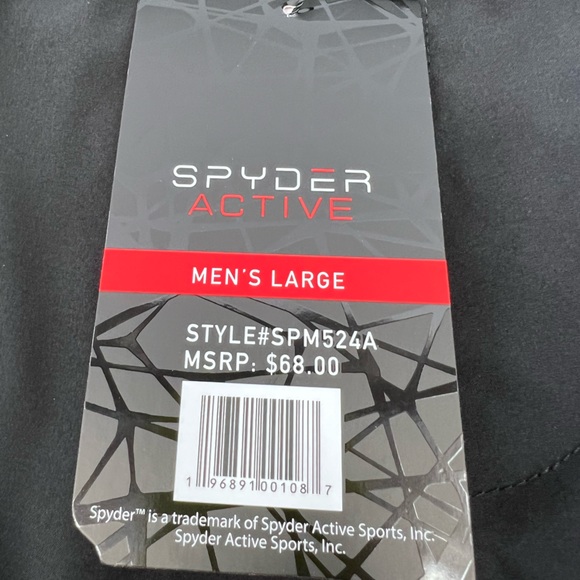 SPYDER
ACTIVE
MEN'S LARGE
STYLE#SPM524A
MSRP: $68.00
1 96891 00108 7
Spyder™ is a trademark of Spyder Active Sports, Inc.
Spyder Active Sports, Inc.